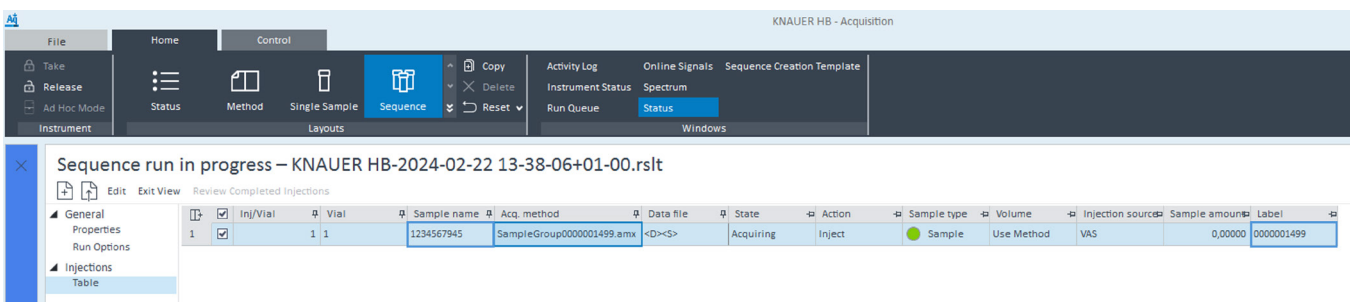 AQ
KNAUER HB - Acquisition
File Home Control
Take
Release
Ad Hoc Mode
Instrument
Status Method Single Sample Sequence
Copy
Delete
Reset
Layouts
Activity Log Online Signals Sequence Creation Template
Instrument Status Spectrum
Run Queue Status
Windows
Sequence run in progress – KNAUER HB-2024-02-22 13-38-06+01-00.rslt
Edit Exit View Review Completed Injections
General
Properties
Run Options
Injections
Table
Inj/Vial Vial Sample name Acq. method Data file State Action Sample type Volume Injection source Sample amount Label
1 1 1 1234567945 SampleGroup0000001499.amx <D><S> Acquiring Inject Sample Use Method VAS 0,00000 0000001499